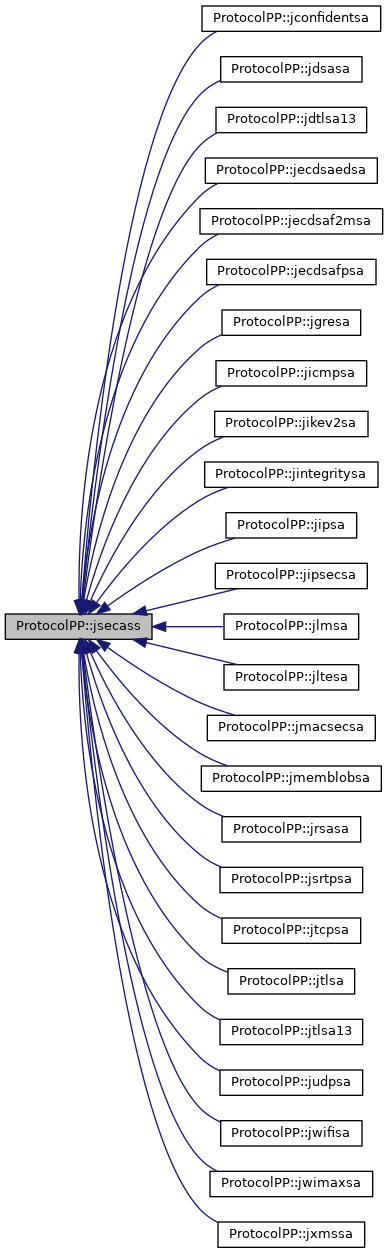 ProtocolPP::jconfidentsa
ProtocolPP::jdsasa
ProtocolPP::jdtlsa13
ProtocolPP::jecdsaedsa
ProtocolPP::jecdsaf2msa
ProtocolPP::jecdsafpsa
ProtocolPP::jgresa
ProtocolPP::jicmpsa
ProtocolPP::jikev2sa
ProtocolPP::jintegritysa
ProtocolPP::jipsa
ProtocolPP::jipsecsa
ProtocolPP::jsecass
ProtocolPP::jlmsa
ProtocolPP::jltesa
ProtocolPP::jmacsecsa
ProtocolPP::jmemblobsa
ProtocolPP::jrsasa
ProtocolPP::jsrtpsa
ProtocolPP::jtcpsa
ProtocolPP::jtlsa
ProtocolPP::jtlsa13
ProtocolPP::judpsa
ProtocolPP::jwifisa
ProtocolPP::jwimaxsa
ProtocolPP::jxmssa